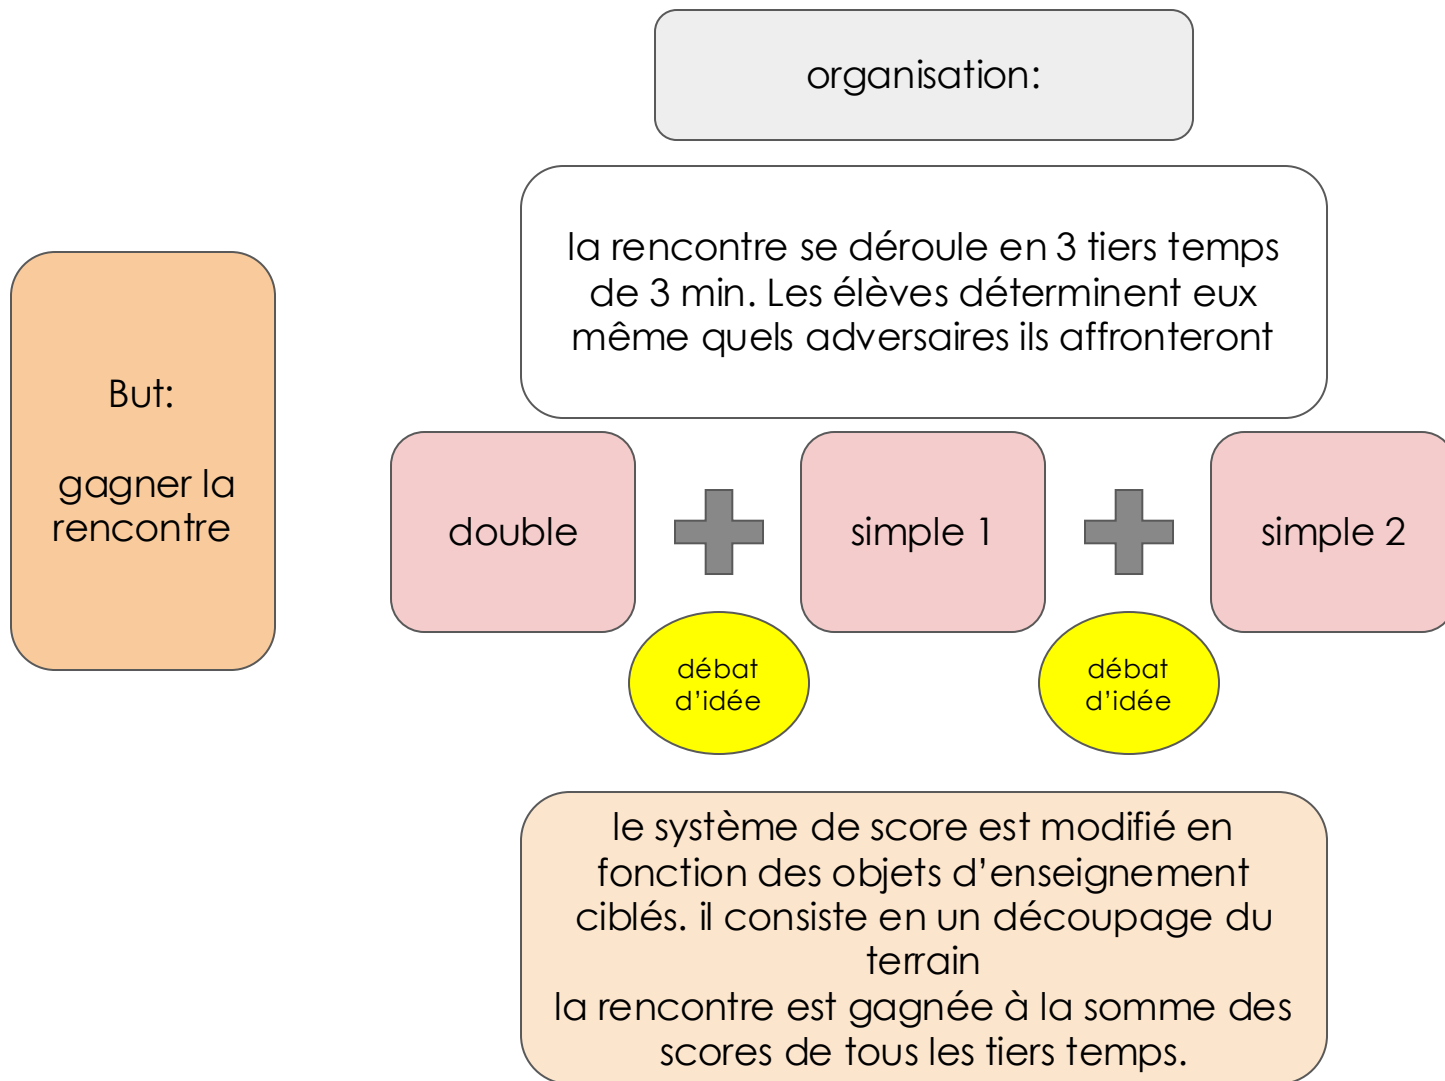 organisation:
la rencontre se déroule en 3 tiers temps
de 3 min. Les élèves déterminent eux
même quels adversaires ils affronteront
But:
gagner la
rencontre
double
simple 1
simple 2
débat
d'idée
débat
d'idée
le système de score est modifié en
fonction des objets d'enseignement
ciblés. il consiste en un découpage du
terrain
la rencontre est gagnée à la somme des
scores de tous les tiers temps.